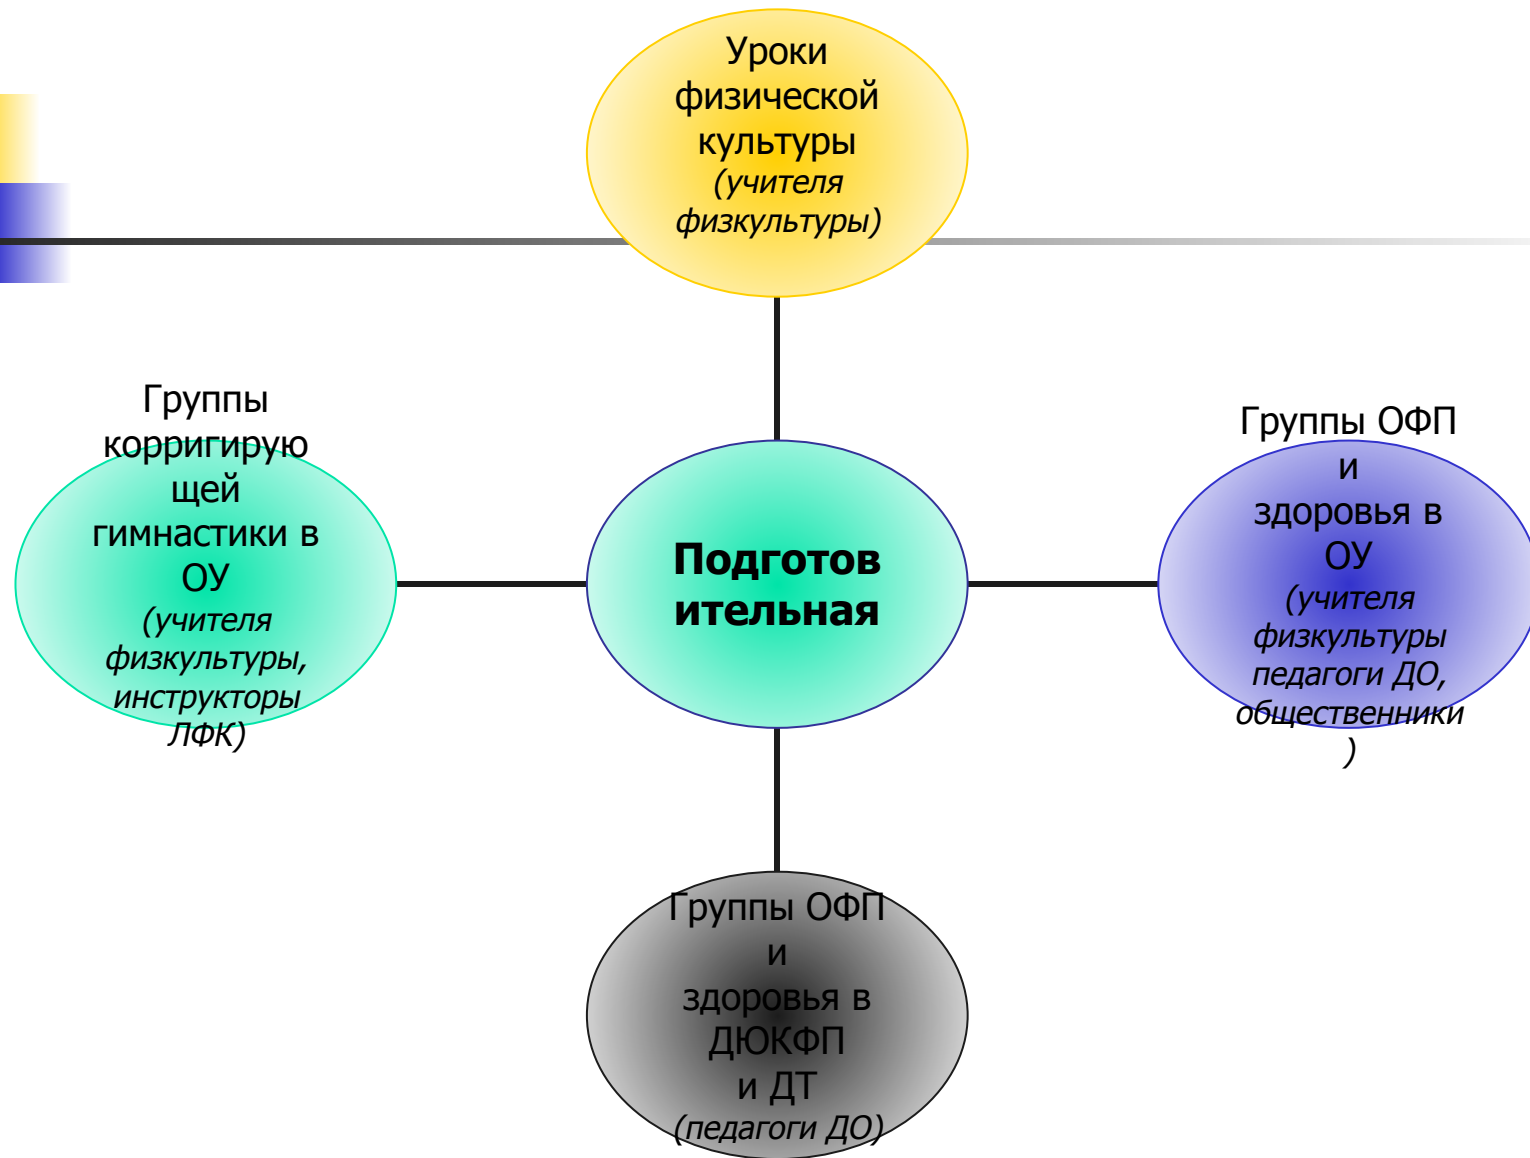 Уроки
физической
культуры
(учителя
физкультуры)
Группы
корригирую
щей
гимнастики в
ОУ
(учителя
физкультуры,
инструкторы
ЛФК)
Подготов
ительная
Группы ОФП
и
здоровья в
ОУ
(учителя
физкультуры
педагоги ДО,
общественники
)
Группы ОФП
и
здоровья в
ДЮКФП
и ДТ
(педагоги ДО)